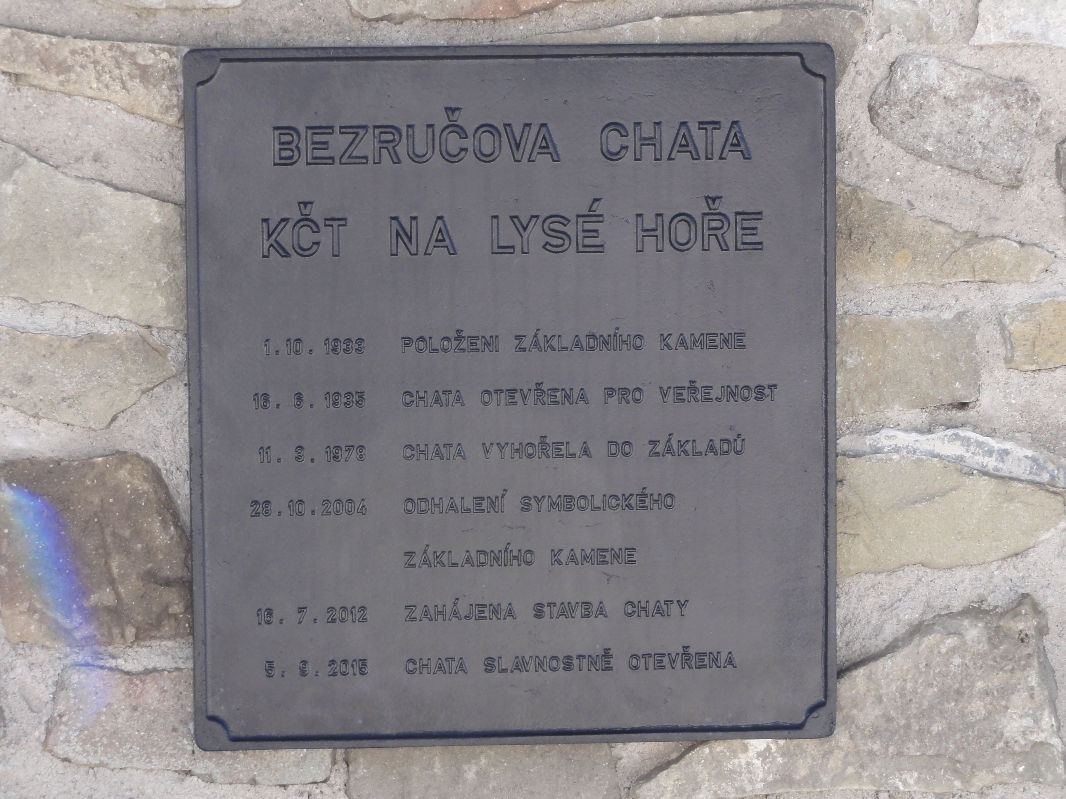 BEZRUČOVA CHATA
KČT NA LYSÉ HOŘE
1.10.1933 POLOŽENI ZÁKLADNÍHO KAMENE
16.6.1935 CHATA OTEVŘENA PRO VEŘEJNOST
11.3.1978 CHATA VYHOŘELA DO ZÁKLADŮ
28.10.2004 ODHALENÍ SYMBOLICKÉHO
ZÁKLADNÍHO KAMENE
16.7.2012 ZAHÁJENA STAVBA CHATY
5.9.2015 CHATA SLAVNOSTNĚ OTEVŘENA